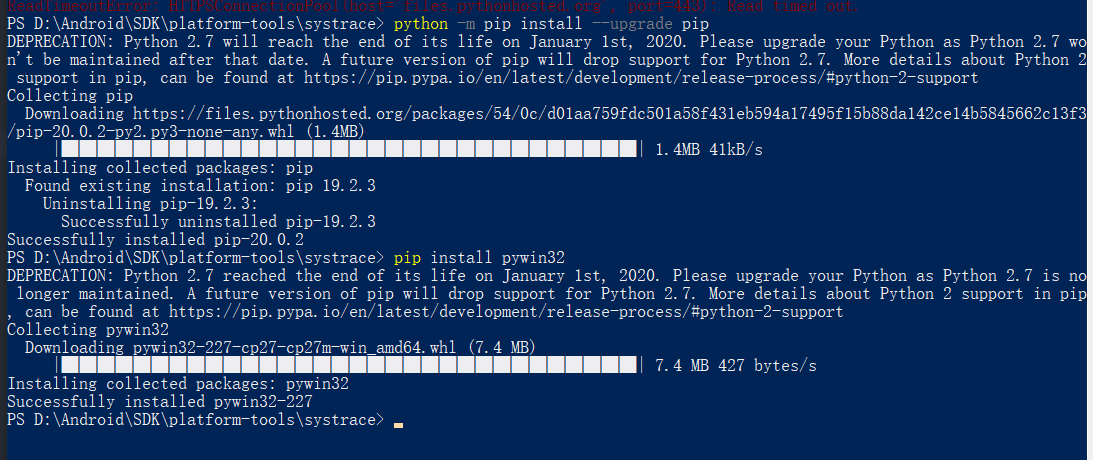 ReadTimeoutError: HTTPSConnectionPool(host='files.pythonhosted.org', port=443): Read timed out.
PS D:\Android\SDK\platform-tools\systrace> python -m pip install --upgrade pip
DEPRECATION: Python 2.7 will reach the end of its life on January 1st, 2020. Please upgrade your Python as Python 2.7 wo
n't be maintained after that date. A future version of pip will drop support for Python 2.7. More details about Python 2
 support in pip, can be found at https://pip.pypa.io/en/latest/development/release-process/#python-2-support
Collecting pip
  Downloading https://files.pythonhosted.org/packages/54/0c/d01aa759fdc501a58f431eb594a17495f15b88da142ce14b5845662c13f3
/pip-20.0.2-py2.py3-none-any.whl (1.4MB)
     | | 1.4MB 41kB/s
Installing collected packages: pip
  Found existing installation: pip 19.2.3
    Uninstalling pip-19.2.3:
      Successfully uninstalled pip-19.2.3
Successfully installed pip-20.0.2
PS D:\Android\SDK\platform-tools\systrace> pip install pywin32
DEPRECATION: Python 2.7 reached the end of its life on January 1st, 2020. Please upgrade your Python as Python 2.7 is no
 longer maintained. A future version of pip will drop support for Python 2.7. More details about Python 2 support in pip
, can be found at https://pip.pypa.io/en/latest/development/release-process/#python-2-support
Collecting pywin32
  Downloading pywin32-227-cp27-cp27m-win_amd64.whl (7.4 MB)
     | | 7.4 MB 427 bytes/s
Installing collected packages: pywin32
Successfully installed pywin32-227
PS D:\Android\SDK\platform-tools\systrace>